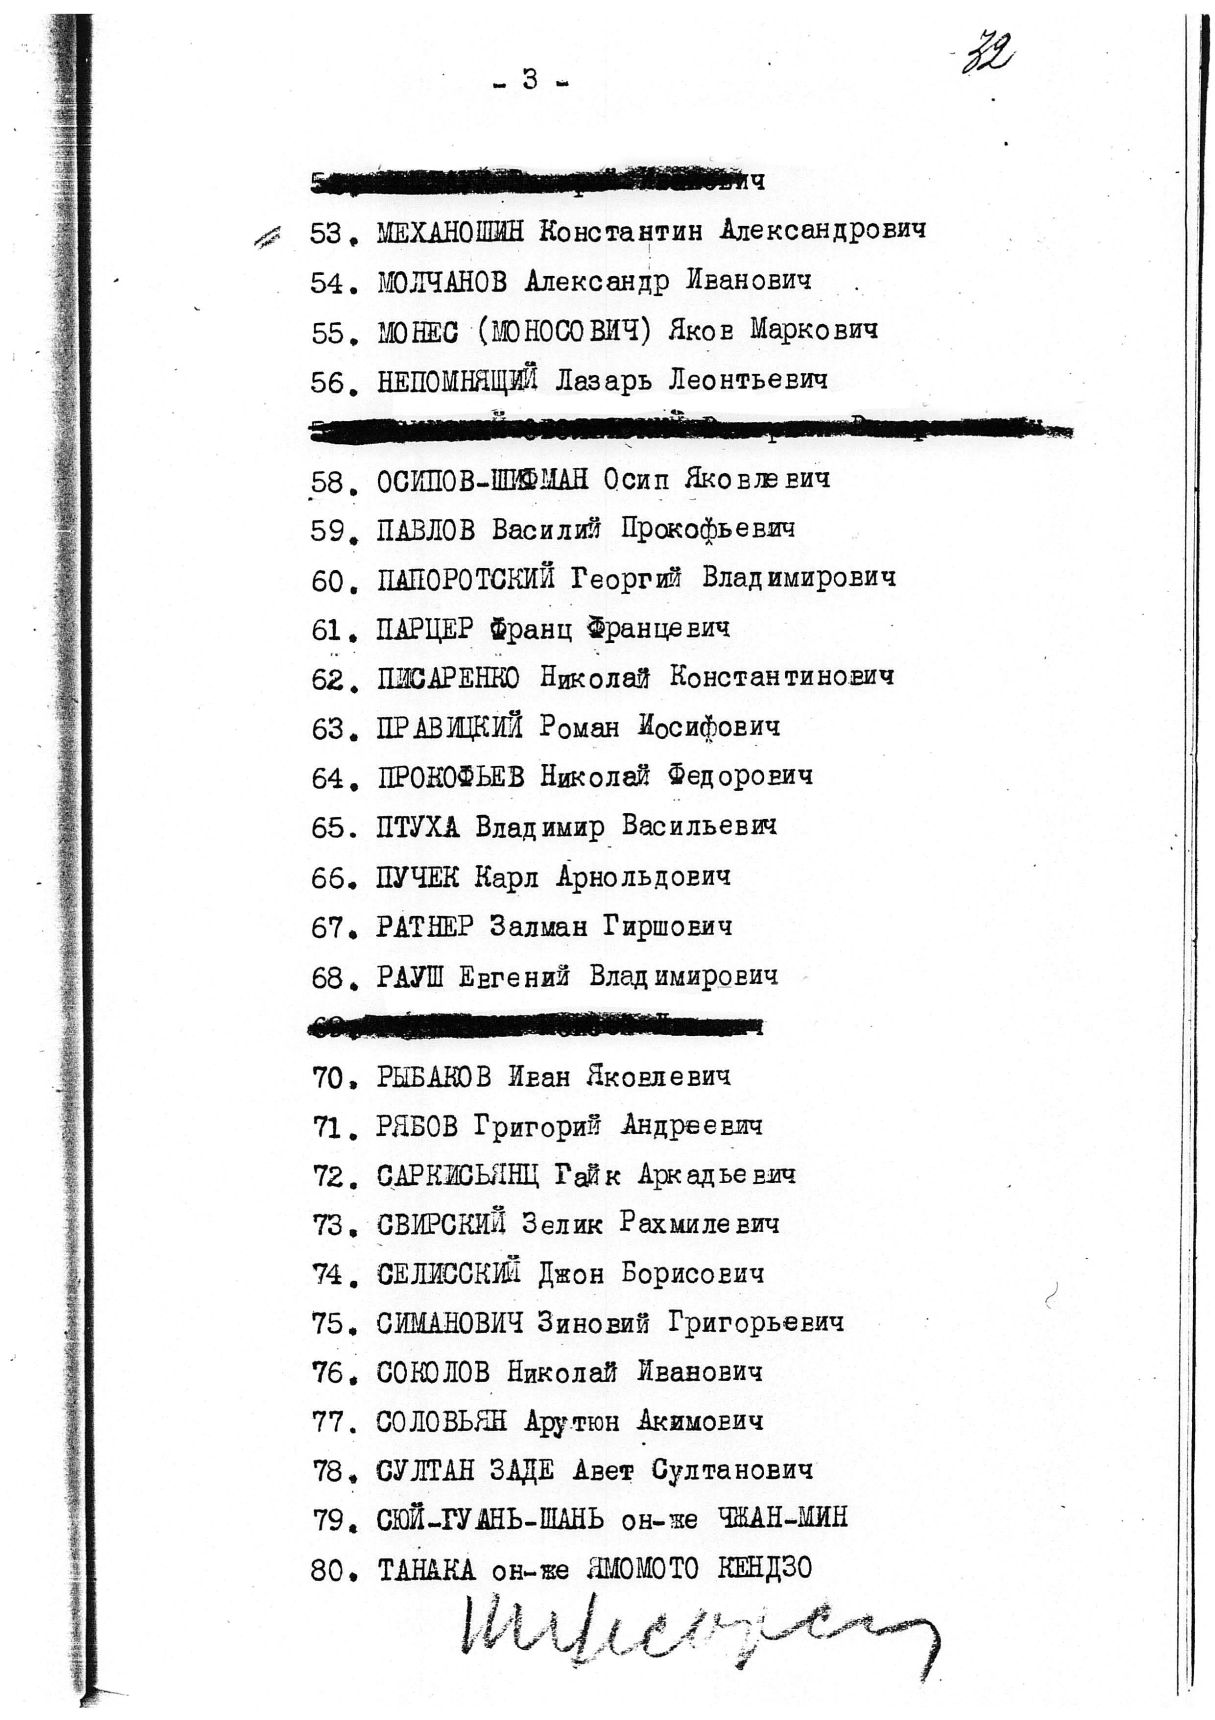 32
- 3 -
53. МЕХАНОШИН Константин Александрович
54. МОЛЧАНОВ Александр Иванович
55. МОНЕС (МОНОСОВИЧ) Яков Маркович
56. НЕПОМНЯЩИЙ Лазарь Леонтьевич
58. ОСИПОВ-ШИФМАН Осип Яковлевич
59. ПАВЛОВ Василий Прокофьевич
60. ПАПОРОТСКИЙ Георгий Владимирович
61. ПАРЦЕР Франц Францевич
62. ПИСАРЕНКО Николай Константинович
63. ПРАВИЦКИЙ Роман Иосифович
64. ПРОКОФЬЕВ Николай Федорович
65. ПТУХА Владимир Васильевич
66. ПУЧЕК Карл Арнольдович
67. РАТНЕР Залман Гиршович
68. РАУШ Евгений Владимирович
70. РЫБАКОВ Иван Яковлевич
71. РЯБОВ Григорий Андреевич
72. САРКИСЬЯНЦ Гайк Аркадьевич
73. СВИРСКИЙ Зелик Рахмилевич
74. СЕЛИССКИЙ Джон Борисович
75. СИМАНОВИЧ Зиновий Григорьевич
76. СОКОЛОВ Николай Иванович
77. СОЛОВЬЯН Арутюн Акимович
78. СУЛТАН ЗАДЕ Авет Султанович
79. СЮЙ-ГУАНЬ-ШАНЬ он-же ЧЖАН-МИН
80. ТАНАКА он-же ЯМОМОТО КЕНДЗО